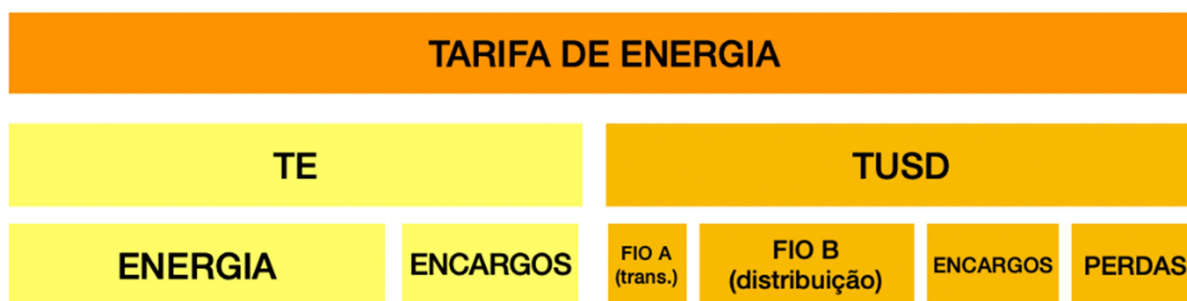 TARIFA DE ENERGIA
TE
TUSD
ENERGIA
ENCARGOS
FIO A
(trans.)
FIO B
(distribuição)
ENCARGOS
PERDAS